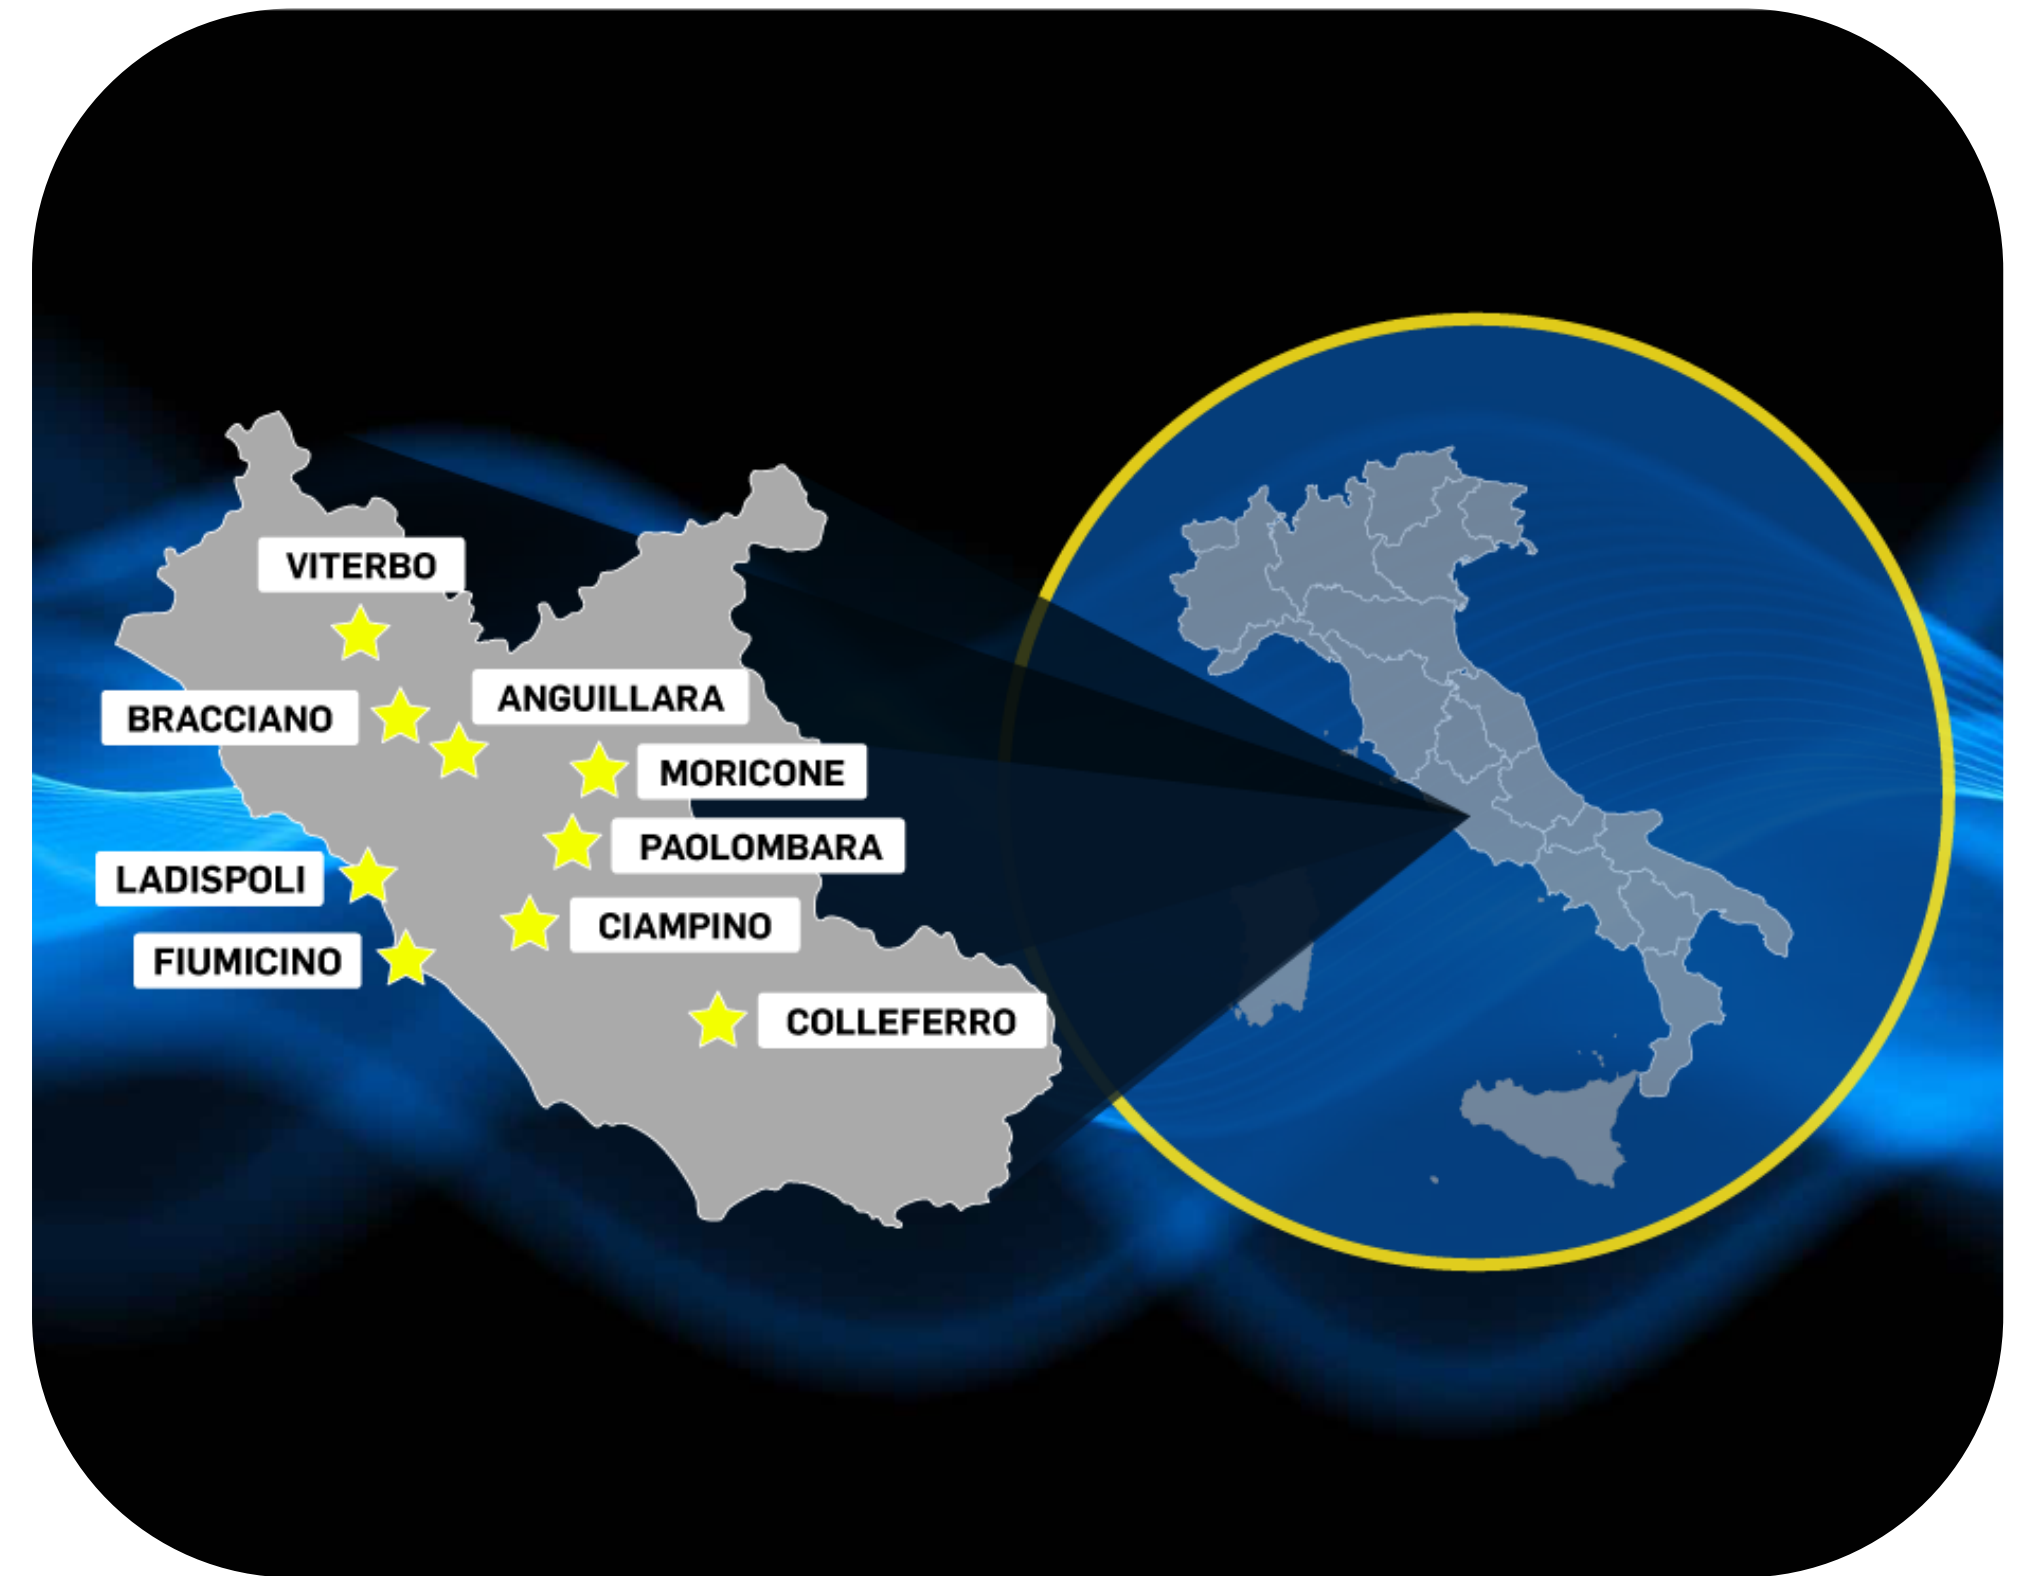 VITERBO
ANGUILLARA
BRACCIANO
MORICONE
PAOLOMBARA
LADISPOLI
CIAMPINO
FIUMICINO
COLLEFERRO